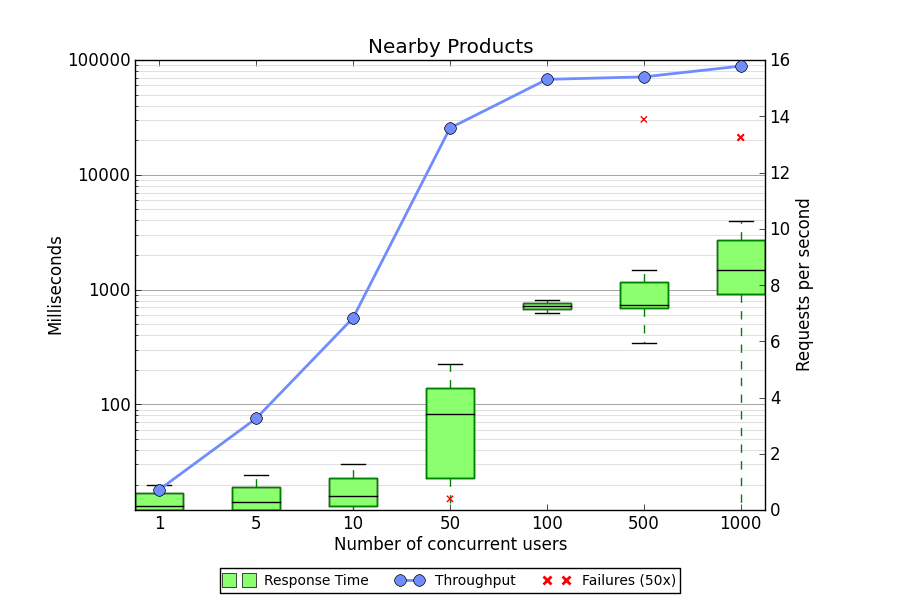 Nearby Products
100000
10000
1000
100
Milliseconds
16
14
12
10
8
6
4
2
0
Requests per second
1 5 10 50 100 500 1000
Number of concurrent users
Response Time Throughput Failures (50x)